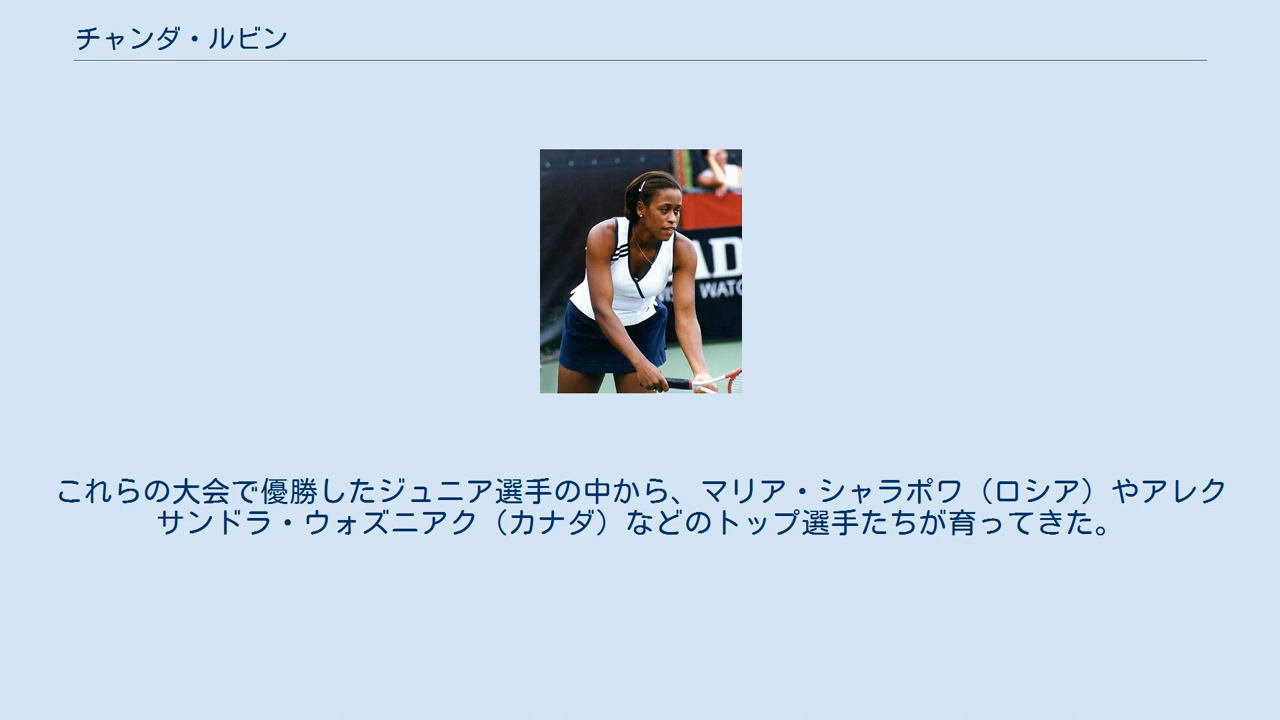 チャンダ・ルビン
AD
WATC
これらの大会で優勝したジュニア選手の中から、マリア・シャラポワ（ロシア）やアレク
サンドラ・ウォズニアク（カナダ）などのトップ選手たちが育ってきた。